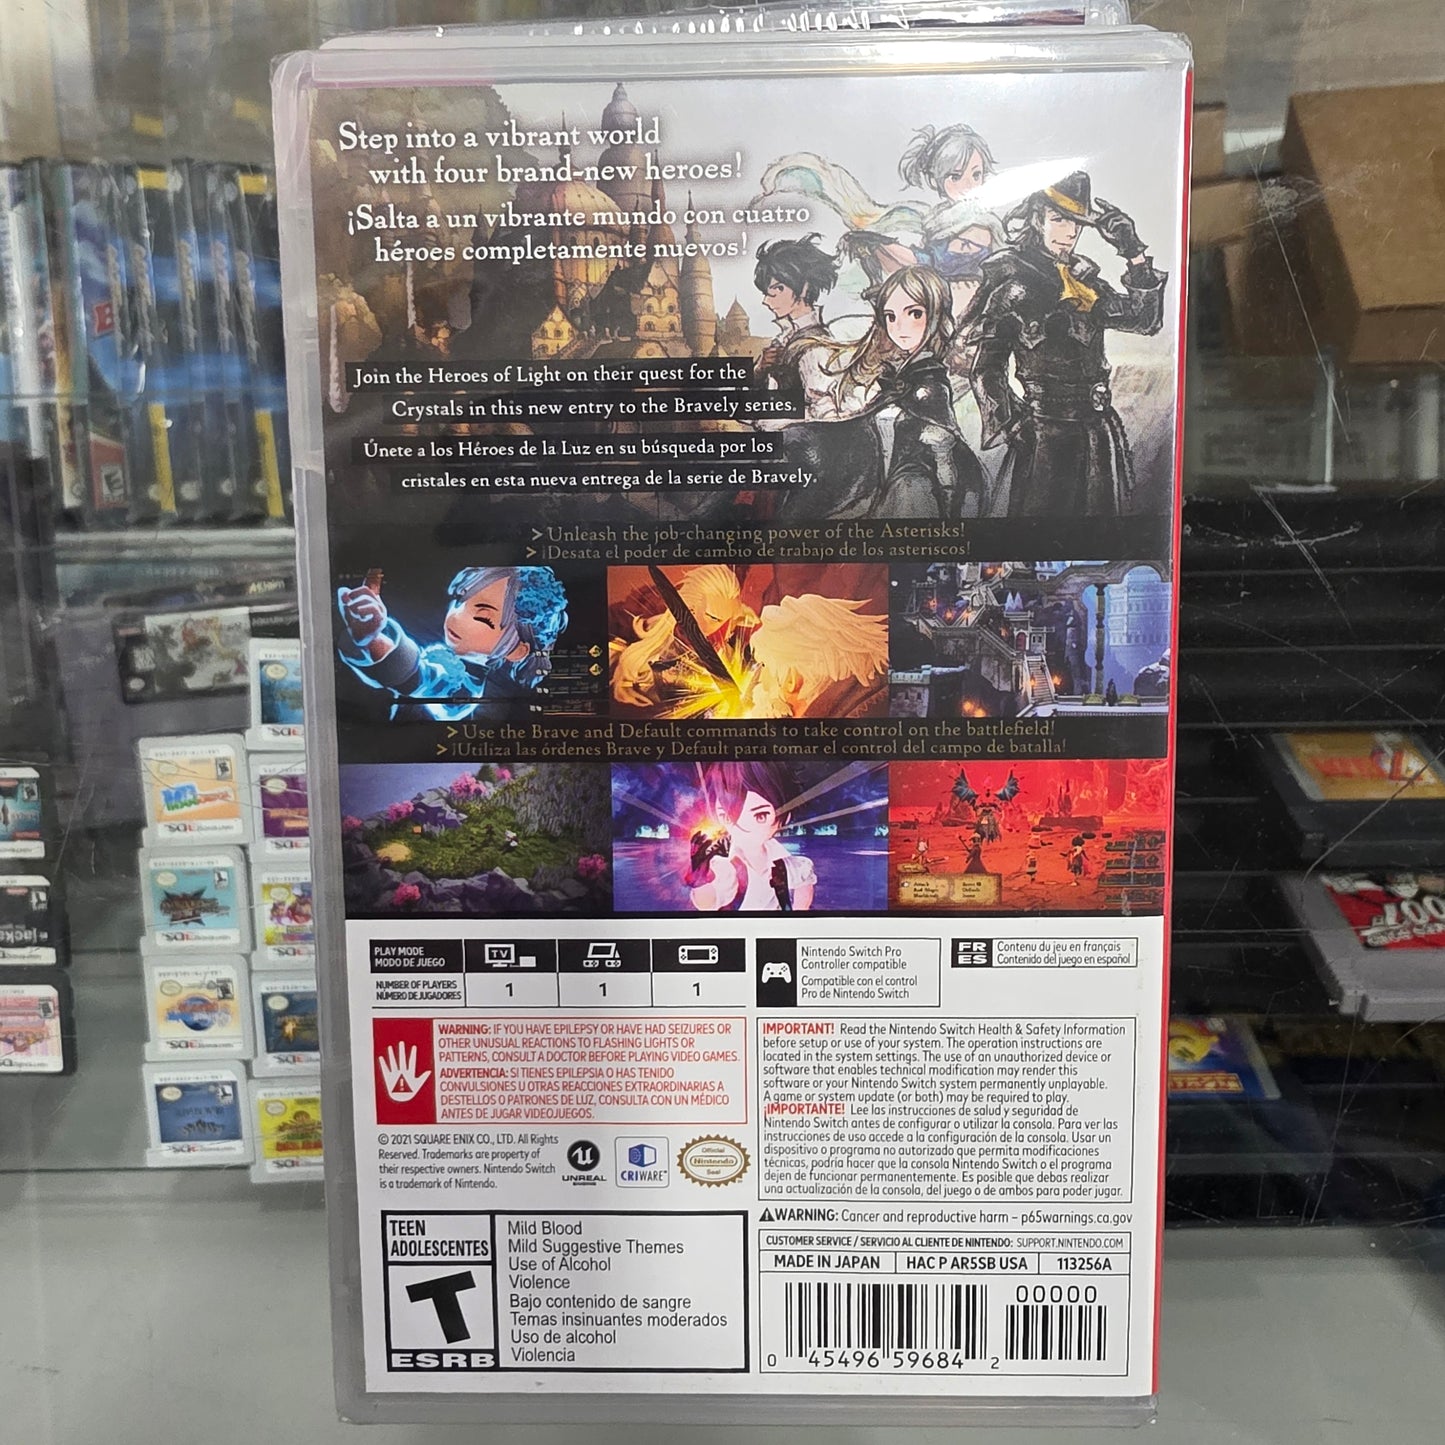 Step into a vibrant world
with four brand-new heroes!
¡Salta a un vibrante mundo con cuatro
héroes completamente nuevos!
Join the Heroes of Light on their quest for the
Crystals in this new entry to the Bravely series.
Únete a los Héroes de la Luz en su búsqueda por los
cristales en esta nueva entrega de la serie de Bravely.
> Unleash the job-changing power of the Asterisks!
> ¡Desata el poder de cambio de trabajo de los asteriscos!
> Use the Brave and Default commands to take control on the battlefield!
> ¡Utiliza las órdenes Brave y Default para tomar el control del campo de batalla!
PLAY MODE
MODO DE JUEGO
TV
NUMBER OF PLAYERS
NÚMERO DE JUGADORES
1
1
1
Nintendo Switch Pro
Controller compatible
Compatible con el control
Pro de Nintendo Switch
FR
ES
Contenu du jeu en français
Contenido del juego en español
WARNING: IF YOU HAVE EPILEPSY OR HAVE HAD SEIZURES OR
OTHER UNUSUAL REACTIONS TO FLASHING LIGHTS OR
PATTERNS, CONSULT A DOCTOR BEFORE PLAYING VIDEO GAMES.
ADVERTENCIA: SI TIENES EPILEPSIA O HAS TENIDO
CONVULSIONES U OTRAS REACCIONES EXTRAORDINARIAS A
DESTELLOS O PATRONES DE LUZ, CONSULTA CON UN MÉDICO
ANTES DE JUGAR VIDEOJUEGOS.
IMPORTANT! Read the Nintendo Switch Health & Safety Information
before setup or use of your system. The operation instructions are
located in the system settings. The use of an unauthorized device or
software that enables technical modification may render this
software or your Nintendo Switch system permanently unplayable.
A game or system update (or both) may be required to play.
¡IMPORTANTE! Lee las instrucciones de salud y seguridad de
Nintendo Switch antes de configurar o utilizar la consola. Para ver las
instrucciones de uso accede a la configuración de la consola. Usar un
dispositivo o programa no autorizado que permita modificaciones
técnicas, podría hacer que la consola Nintendo Switch o el programa
dejen de funcionar permanentemente. Es posible que debas realizar
una actualización de la consola, del juego o de ambos para poder jugar.
© 2021 SQUARE ENIX CO., LTD. All Rights
Reserved. Trademarks are property of
their respective owners. Nintendo Switch
is a trademark of Nintendo.
UNREAL
ENGINE
CRIWARE
Official
Nintendo
Seal
WARNING: Cancer and reproductive harm – p65warnings.ca.gov
CUSTOMER SERVICE / SERVICIO AL CLIENTE DE NINTENDO: SUPPORT.NINTENDO.COM
MADE IN JAPAN
HAC P AR5SB USA
113256A
TEEN
ADOLESCENTES
T
ESRB
Mild Blood
Mild Suggestive Themes
Use of Alcohol
Violence
Bajo contenido de sangre
Temas insinuantes moderados
Uso de alcohol
Violencia
00000
0 45496 59684 2